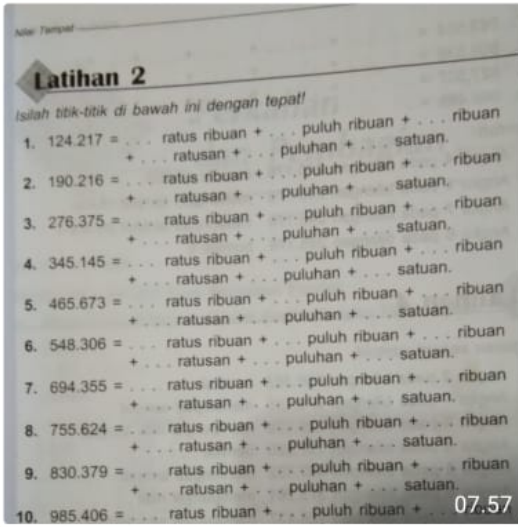 Nilai Tempat
Latihan 2
Isilah titik-titik di bawah ini dengan tepat!
1. 124.217 = . . . ratus ribuan + . . . puluh ribuan + . . . ribuan
+ . . . ratusan + . . . puluhan + . . . satuan.
2. 190.216 = . . . ratus ribuan + . . . puluh ribuan + . . . ribuan
+ . . . ratusan + . . . puluhan + . . . satuan.
3. 276.375 = . . . ratus ribuan + . . . puluh ribuan + . . . ribuan
+ . . . ratusan + . . . puluhan + . . . satuan.
4. 345.145 = . . . ratus ribuan + . . . puluh ribuan + . . . ribuan
+ . . . ratusan + . . . puluhan + . . . satuan.
5. 465.673 = . . . ratus ribuan + . . . puluh ribuan + . . . ribuan
+ . . . ratusan + . . . puluhan + . . . satuan.
6. 548.306 = . . . ratus ribuan + . . . puluh ribuan + . . . ribuan
+ . . . ratusan + . . . puluhan + . . . satuan.
7. 694.355 = . . . ratus ribuan + . . . puluh ribuan + . . . ribuan
+ . . . ratusan + . . . puluhan + . . . satuan.
8. 755.624 = . . . ratus ribuan + . . . puluh ribuan + . . . ribuan
+ . . . ratusan + . . . puluhan + . . . satuan.
9. 830.379 = . . . ratus ribuan + . . . puluh ribuan + . . . ribuan
+ . . . ratusan + . . . puluhan + . . . satuan.
10. 985.406 = . . . ratus ribuan + . . . puluh ribuan + . . .
07.57